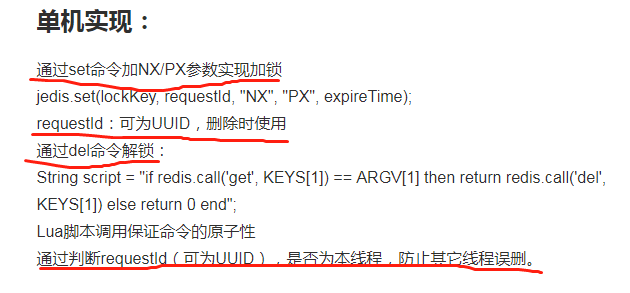 单机实现：
通过set命令加NX/PX参数实现加锁
jedis.set(lockKey, requestId, "NX", "PX", expireTime);
requestId：可为UUID，删除时使用
通过del命令解锁：
String script = "if redis.call('get', KEYS[1]) == ARGV[1] then return redis.call('del',
KEYS[1]) else return 0 end";
Lua脚本调用保证命令的原子性
通过判断requestId（可为UUID），是否为本线程，防止其它线程误删。